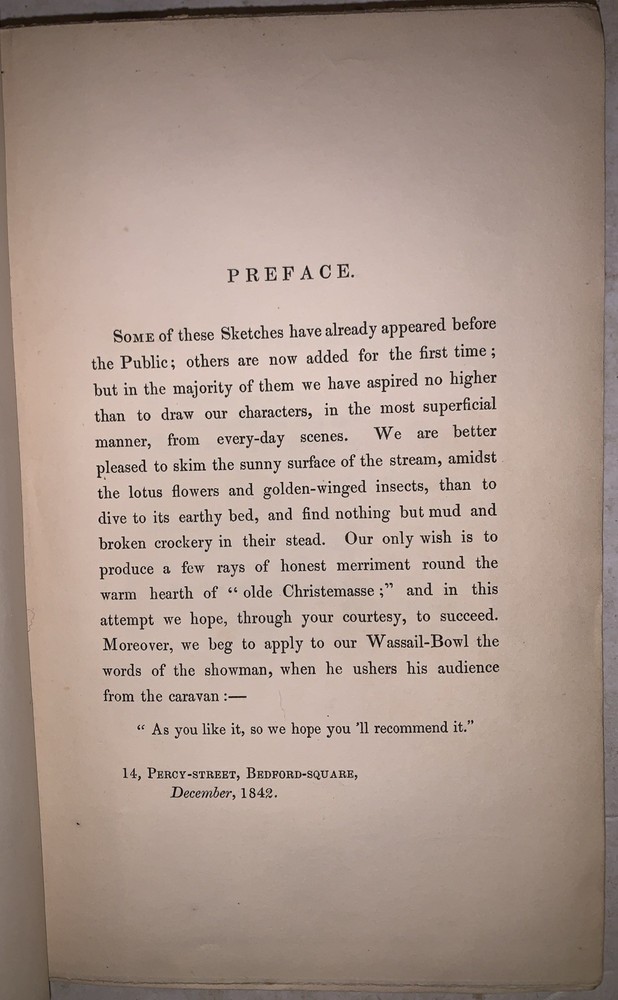 PREFACE.
SOME of these Sketches have already appeared before
the Public; others are now added for the first time;
but in the majority of them we have aspired no higher
than to draw our characters, in the most superficial
manner, from every-day scenes. We are better
pleased to skim the sunny surface of the stream, amidst
the lotus flowers and golden-winged insects, than to
dive to its earthy bed, and find nothing but mud and
broken crockery in their stead. Our only wish is to
produce a few rays of honest merriment round the
warm hearth of “ olde Christemasse ;” and in this
attempt we hope, through your courtesy, to succeed.
Moreover, we beg to apply to our Wassail-Bowl the
words of the showman, when he ushers his audience
from the caravan :—
“ As you like it, so we hope you ’ll recommend it.”
14, PERCY-STREET, BEDFORD-SQUARE,
December, 1842.